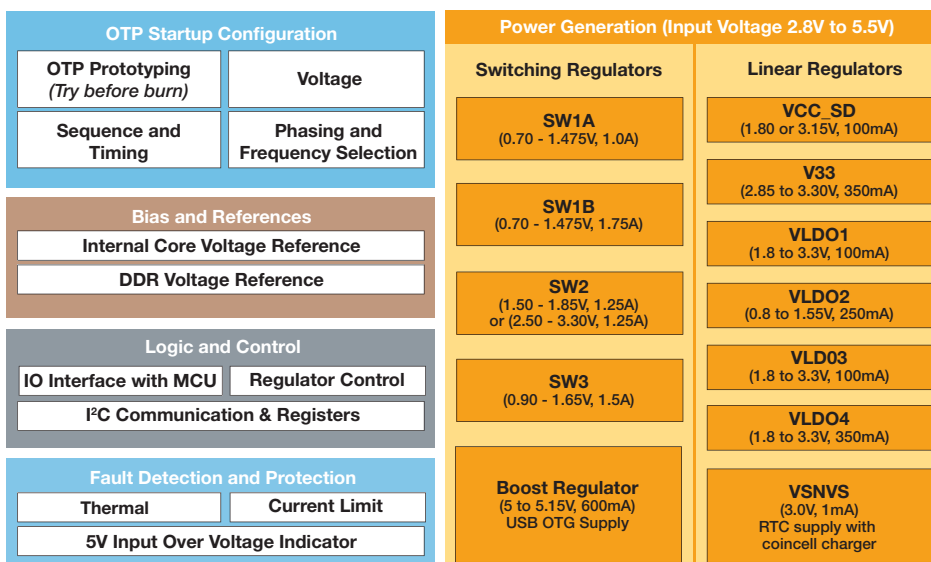 OTP Startup Configuration
OTP Prototyping
(Try before burn)
Voltage
Sequence and
Timing
Phasing and
Frequency Selection
Bias and References
Internal Core Voltage Reference
DDR Voltage Reference
Logic and Control
IO Interface with MCU
Regulator Control
I²C Communication & Registers
Fault Detection and Protection
Thermal
Current Limit
5V Input Over Voltage Indicator
Power Generation (Input Voltage 2.8V to 5.5V)
Switching Regulators
SW1A
(0.70 - 1.475V, 1.0A)
SW1B
(0.70 - 1.475V, 1.75A)
SW2
(1.50 - 1.85V, 1.25A)
or (2.50 - 3.30V, 1.25A)
SW3
(0.90 - 1.65V, 1.5A)
Boost Regulator
(5 to 5.15V, 600mA)
USB OTG Supply
Linear Regulators
VCC_SD
(1.80 or 3.15V, 100mA)
V33
(2.85 to 3.30V, 350mA)
VLDO1
(1.8 to 3.3V, 100mA)
VLDO2
(0.8 to 1.55V, 250mA)
VLD03
(1.8 to 3.3V, 100mA)
VLDO4
(1.8 to 3.3V, 350mA)
VSNVS
(3.0V, 1mA)
RTC supply with
coincell charger